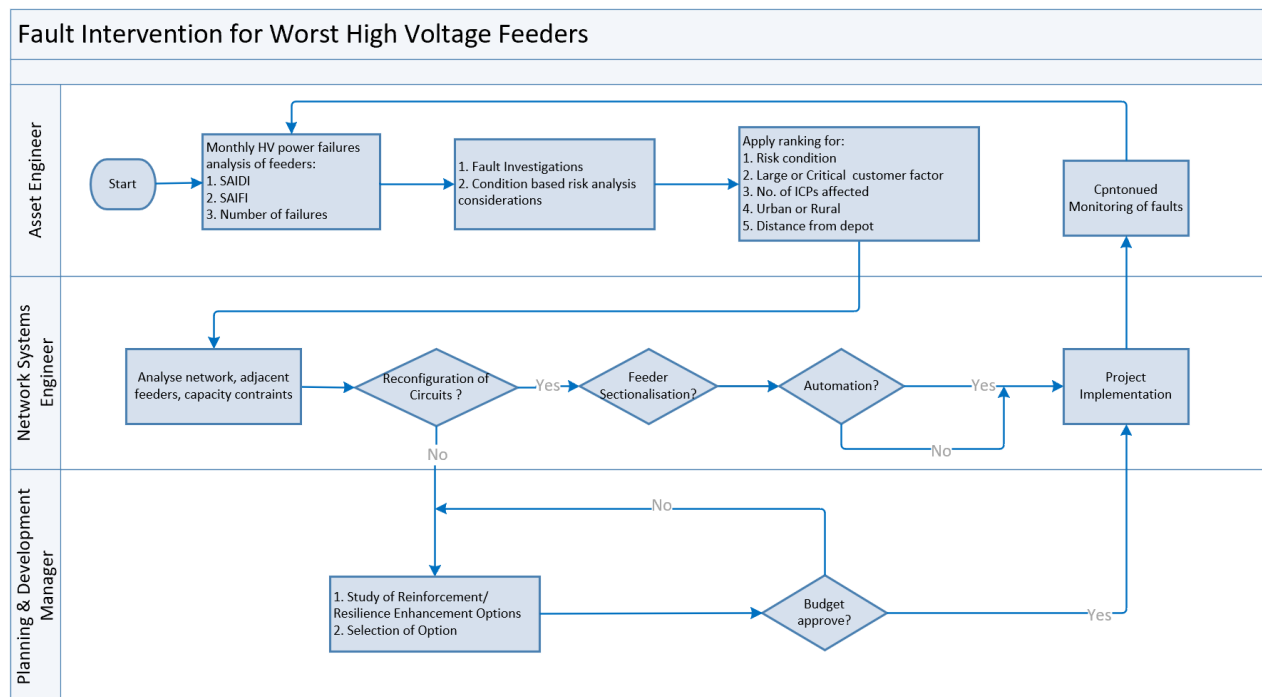 Fault Intervention for Worst High Voltage Feeders
Asset Engineer
Start
Monthly HV power failures
analysis of feeders:
1. SAIDI
2. SAIFI
3. Number of failures
1. Fault Investigations
2. Condition based risk analysis
considerations
Apply ranking for:
1. Risk condition
2. Large or Critical customer factor
3. No. of ICPs affected
4. Urban or Rural
5. Distance from depot
Cpntonued
Monitoring of faults
Network Systems
Engineer
Analyse network, adjacent
feeders, capacity contraints
Reconfiguration of
Circuits ?
Yes
Feeder
Sectionalisation?
Automation?
Yes
No
Project
Implementation
No
Planning & Development
Manager
No
1. Study of Reinforcement/
Resilience Enhancement Options
2. Selection of Option
Budget
approve?
Yes